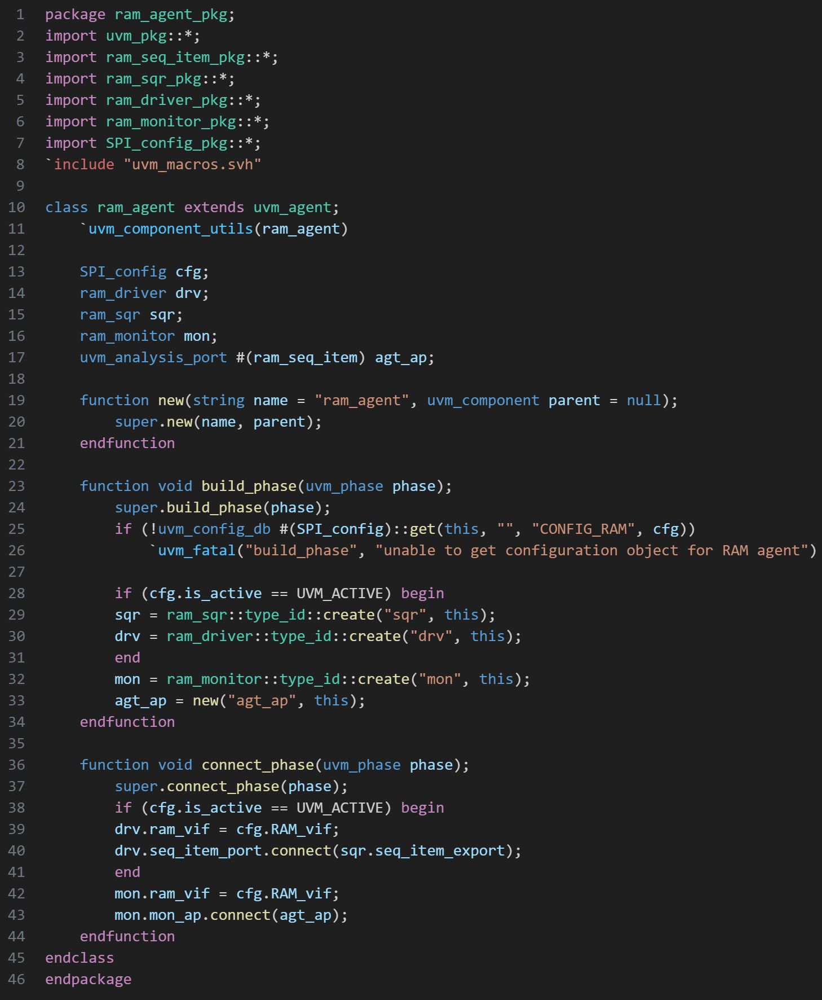 1 package ram_agent_pkg;
2 import uvm_pkg::*;
3 import ram_seq_item_pkg::*;
4 import ram_sqr_pkg::*;
5 import ram_driver_pkg::*;
6 import ram_monitor_pkg::*;
7 import SPI_config_pkg::*;
8 `include "uvm_macros.svh"
9
10 class ram_agent extends uvm_agent;
11     `uvm_component_utils(ram_agent)
12
13     SPI_config cfg;
14     ram_driver drv;
15     ram_sqr sqr;
16     ram_monitor mon;
17     uvm_analysis_port #(ram_seq_item) agt_ap;
18
19     function new(string name = "ram_agent", uvm_component parent = null);
20         super.new(name, parent);
21     endfunction
22
23     function void build_phase(uvm_phase phase);
24         super.build_phase(phase);
25         if (!uvm_config_db #(SPI_config)::get(this, "", "CONFIG_RAM", cfg))
26             `uvm_fatal("build_phase", "unable to get configuration object for RAM agent")
27
28         if (cfg.is_active == UVM_ACTIVE) begin
29         sqr = ram_sqr::type_id::create("sqr", this);
30         drv = ram_driver::type_id::create("drv", this);
31         end
32         mon = ram_monitor::type_id::create("mon", this);
33         agt_ap = new("agt_ap", this);
34     endfunction
35
36     function void connect_phase(uvm_phase phase);
37         super.connect_phase(phase);
38         if (cfg.is_active == UVM_ACTIVE) begin
39         drv.ram_vif = cfg.RAM_vif;
40         drv.seq_item_port.connect(sqr.seq_item_export);
41         end
42         mon.ram_vif = cfg.RAM_vif;
43         mon.mon_ap.connect(agt_ap);
44     endfunction
45 endclass
46 endpackage